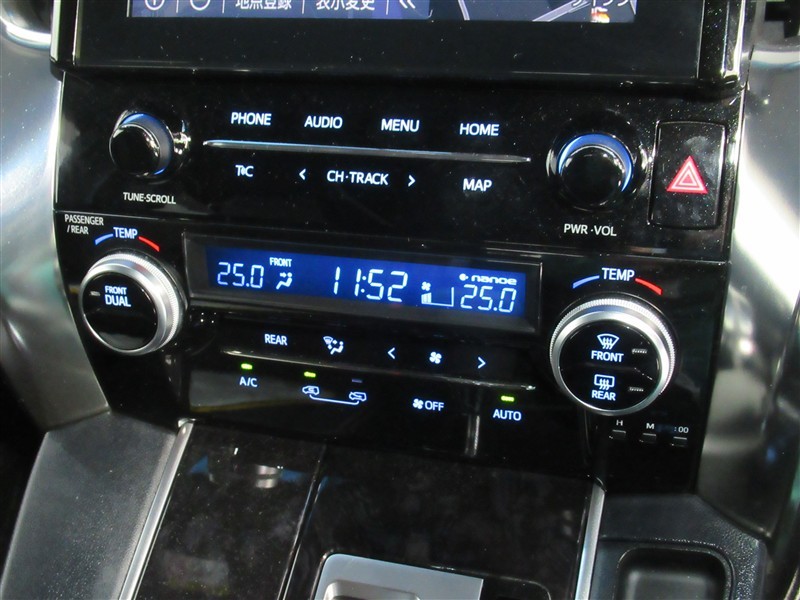 地点登録 表示変更 《
PHONE AUDIO MENU HOME
CH·TRACK MAP
TUNE·SCROLL
PWR·VOL
PASSENGER
/REAR
TEMP
FRONT
DUAL
FRONT
25.0 11:52 nanoe 25.0
TEMP
FRONT
REAR
REAR
A/C OFF AUTO
H M :00